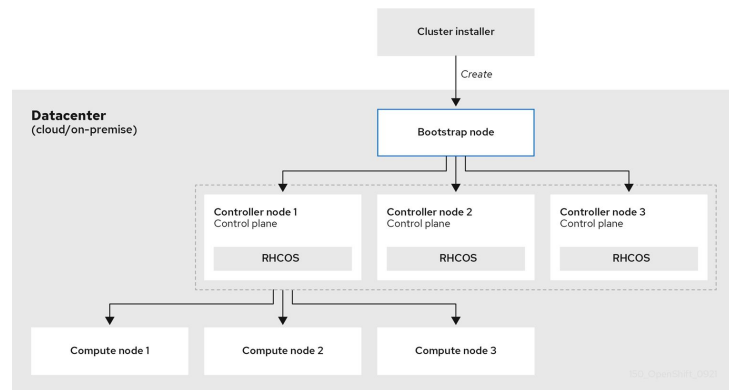 Cluster installer
Create
Datacenter
(cloud/on-premise)
Bootstrap node
Controller node 1
Control plane
RHCOS
Controller node 2
Control plane
RHCOS
Controller node 3
Control plane
RHCOS
Compute node 1
Compute node 2
Compute node 3